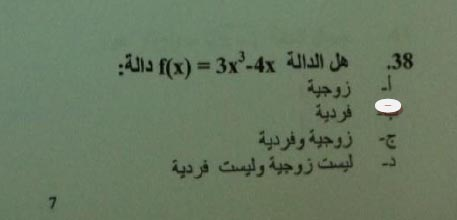 38. هل الدالة f(x) = 3x³-4x دالة:
أ- زوجية
فردية
ج- زوجية وفردية
د- ليست زوجية وليست فردية
7